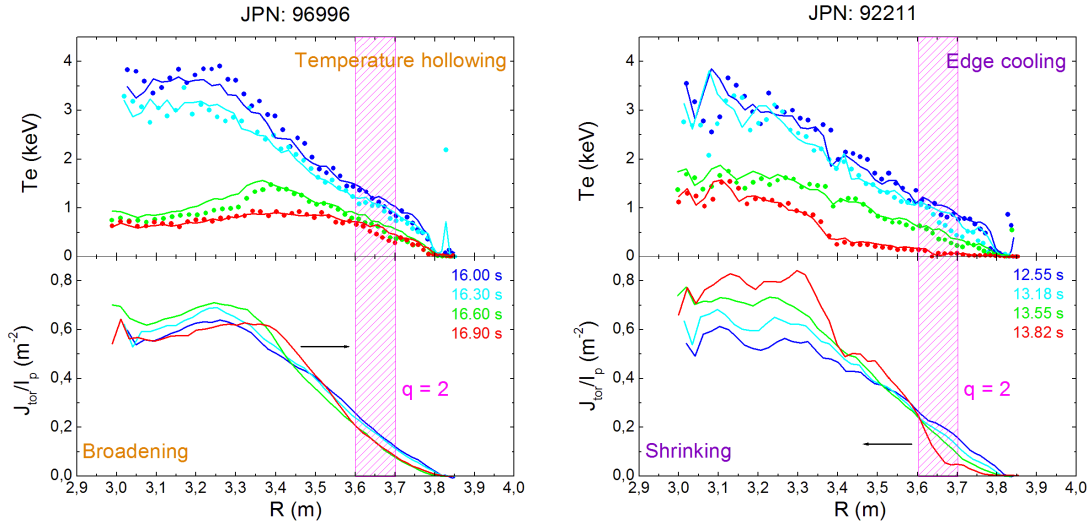 JPN: 96996
Temperature hollowing
Te (keV)
4
3
2
1
0
16.00 s
16.30 s
16.60 s
16.90 s
J_tor/I_p (m^-2)
0,8
0,6
0,4
0,2
0,0
q = 2
Broadening
2,9 3,0 3,1 3,2 3,3 3,4 3,5 3,6 3,7 3,8 3,9 4,0
R (m)
JPN: 92211
Edge cooling
Te (keV)
4
3
2
1
0
12.55 s
13.18 s
13.55 s
13.82 s
J_tor/I_p (m^-2)
0,8
0,6
0,4
0,2
0,0
q = 2
Shrinking
2,9 3,0 3,1 3,2 3,3 3,4 3,5 3,6 3,7 3,8 3,9 4,0
R (m)